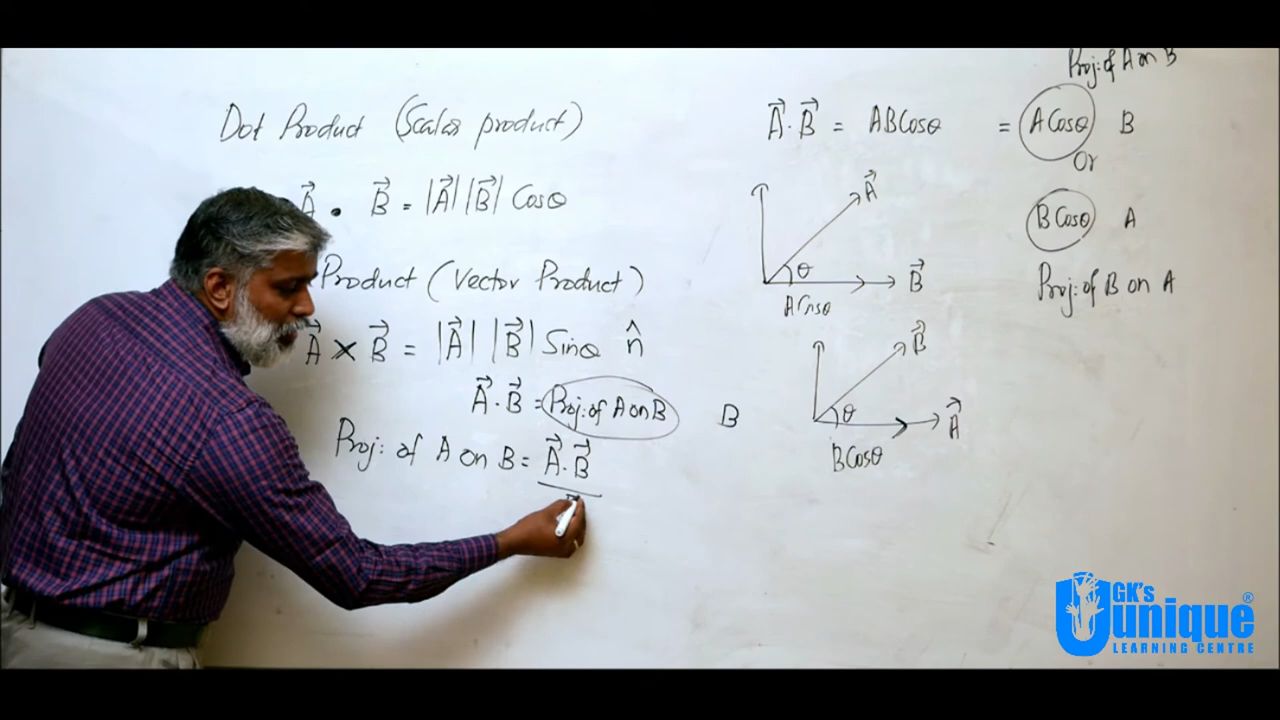 Dot Product (Scalar product)
A⃗ . B⃗ = |A⃗| |B⃗| Cosθ
Product (Vector Product)
A⃗ × B⃗ = |A⃗| |B⃗| Sinθ n̂
A⃗ . B⃗ = Proj: of A on B B
Proj: of A on B = A⃗ . B⃗
Proj: of A on B
A⃗ . B⃗ = ABCosθ = ACosθ B
Or
BCosθ A
Proj: of B on A
A⃗
θ
B⃗
ACosθ
B⃗
θ
A⃗
BCosθ
GK's
Uunique®
LEARNING CENTRE